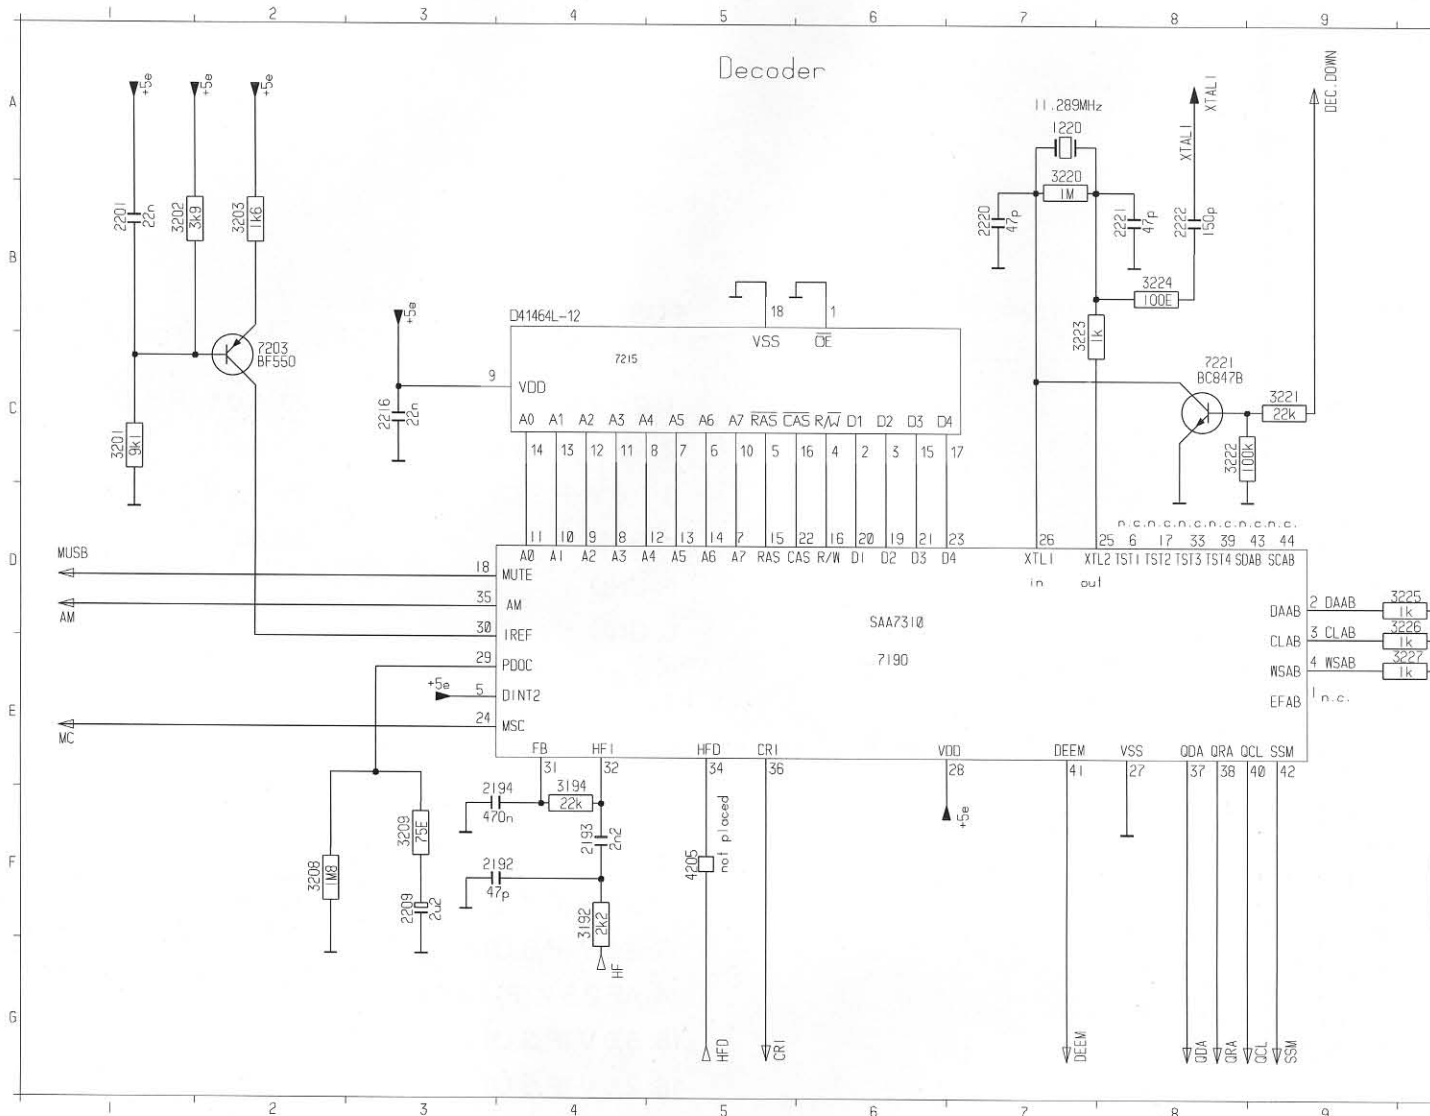 1 2 3 4 5 6 7 8 9
Decoder
A
+5e +5e +5e
11.289MHz
1220
XTAL1
XTAL1
DEC.DOWN
3220
1M
2201
22n
3202
3k9
3203
1k6
2220
47p
2221
47p
2222
150p
B
3224
100E
+5e
D41464L-12
18 1
VSS OE
7215
3223
1k
7203
BF550
9 VDD
7221
BC847B
2216
22n
3221
22k
C
A0 A1 A2 A3 A4 A5 A6 A7 RAS CAS R/W D1 D2 D3 D4
14 13 12 11 8 7 6 10 5 16 4 2 3 15 17
3201
9k1
3222
100k
n.c.n.c.n.c.n.c.n.c.n.c.
11 10 9 8 12 13 14 7 15 22 16 20 19 21 23 26 25 6 17 33 39 43 44
A0 A1 A2 A3 A4 A5 A6 A7 RAS CAS R/W D1 D2 D3 D4 XTL1 XTL2 TST1 TST2 TST3 TST4 SDAB SCAB
in out
D
MUSB
18 MUTE
AM
35 AM
30 IREF
29 PDOC
+5e
5 DINT2
MC
24 MSC
SAA7310
7190
DAAB 2 DAAB 3225
1k
CLAB 3 CLAB 3226
1k
WSAB 4 WSAB 3227
1k
EFAB 1 n.c.
E
FB HFI HFD CRI VDD DEEM VSS QDA QRA QCL SSM
31 32 34 36 28 41 27 37 38 40 42
2194
470n
3194
22k
+5e
3209
75E
2193
2n2
4205
not placed
F
3208
1M8
2192
47p
2209
2u2
3192
2k2
HF
G
HFD CRI DEEM QDA QRA QCL SSM
1 2 3 4 5 6 7 8 9